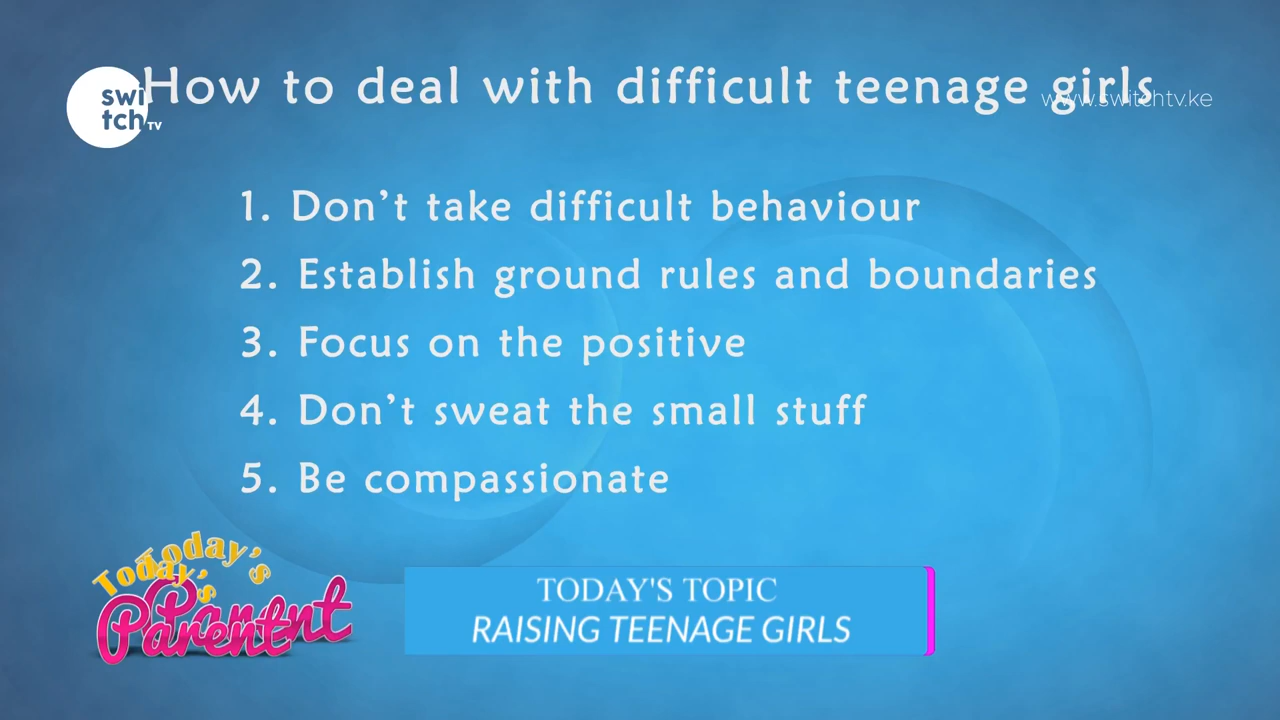 How to deal with difficult teenage girls
switch TV
www.switchtv.ke
1. Don't take difficult behaviour
2. Establish ground rules and boundaries
3. Focus on the positive
4. Don't sweat the small stuff
5. Be compassionate
Today's
Today's
Parent
Parent
TODAY'S TOPIC
RAISING TEENAGE GIRLS